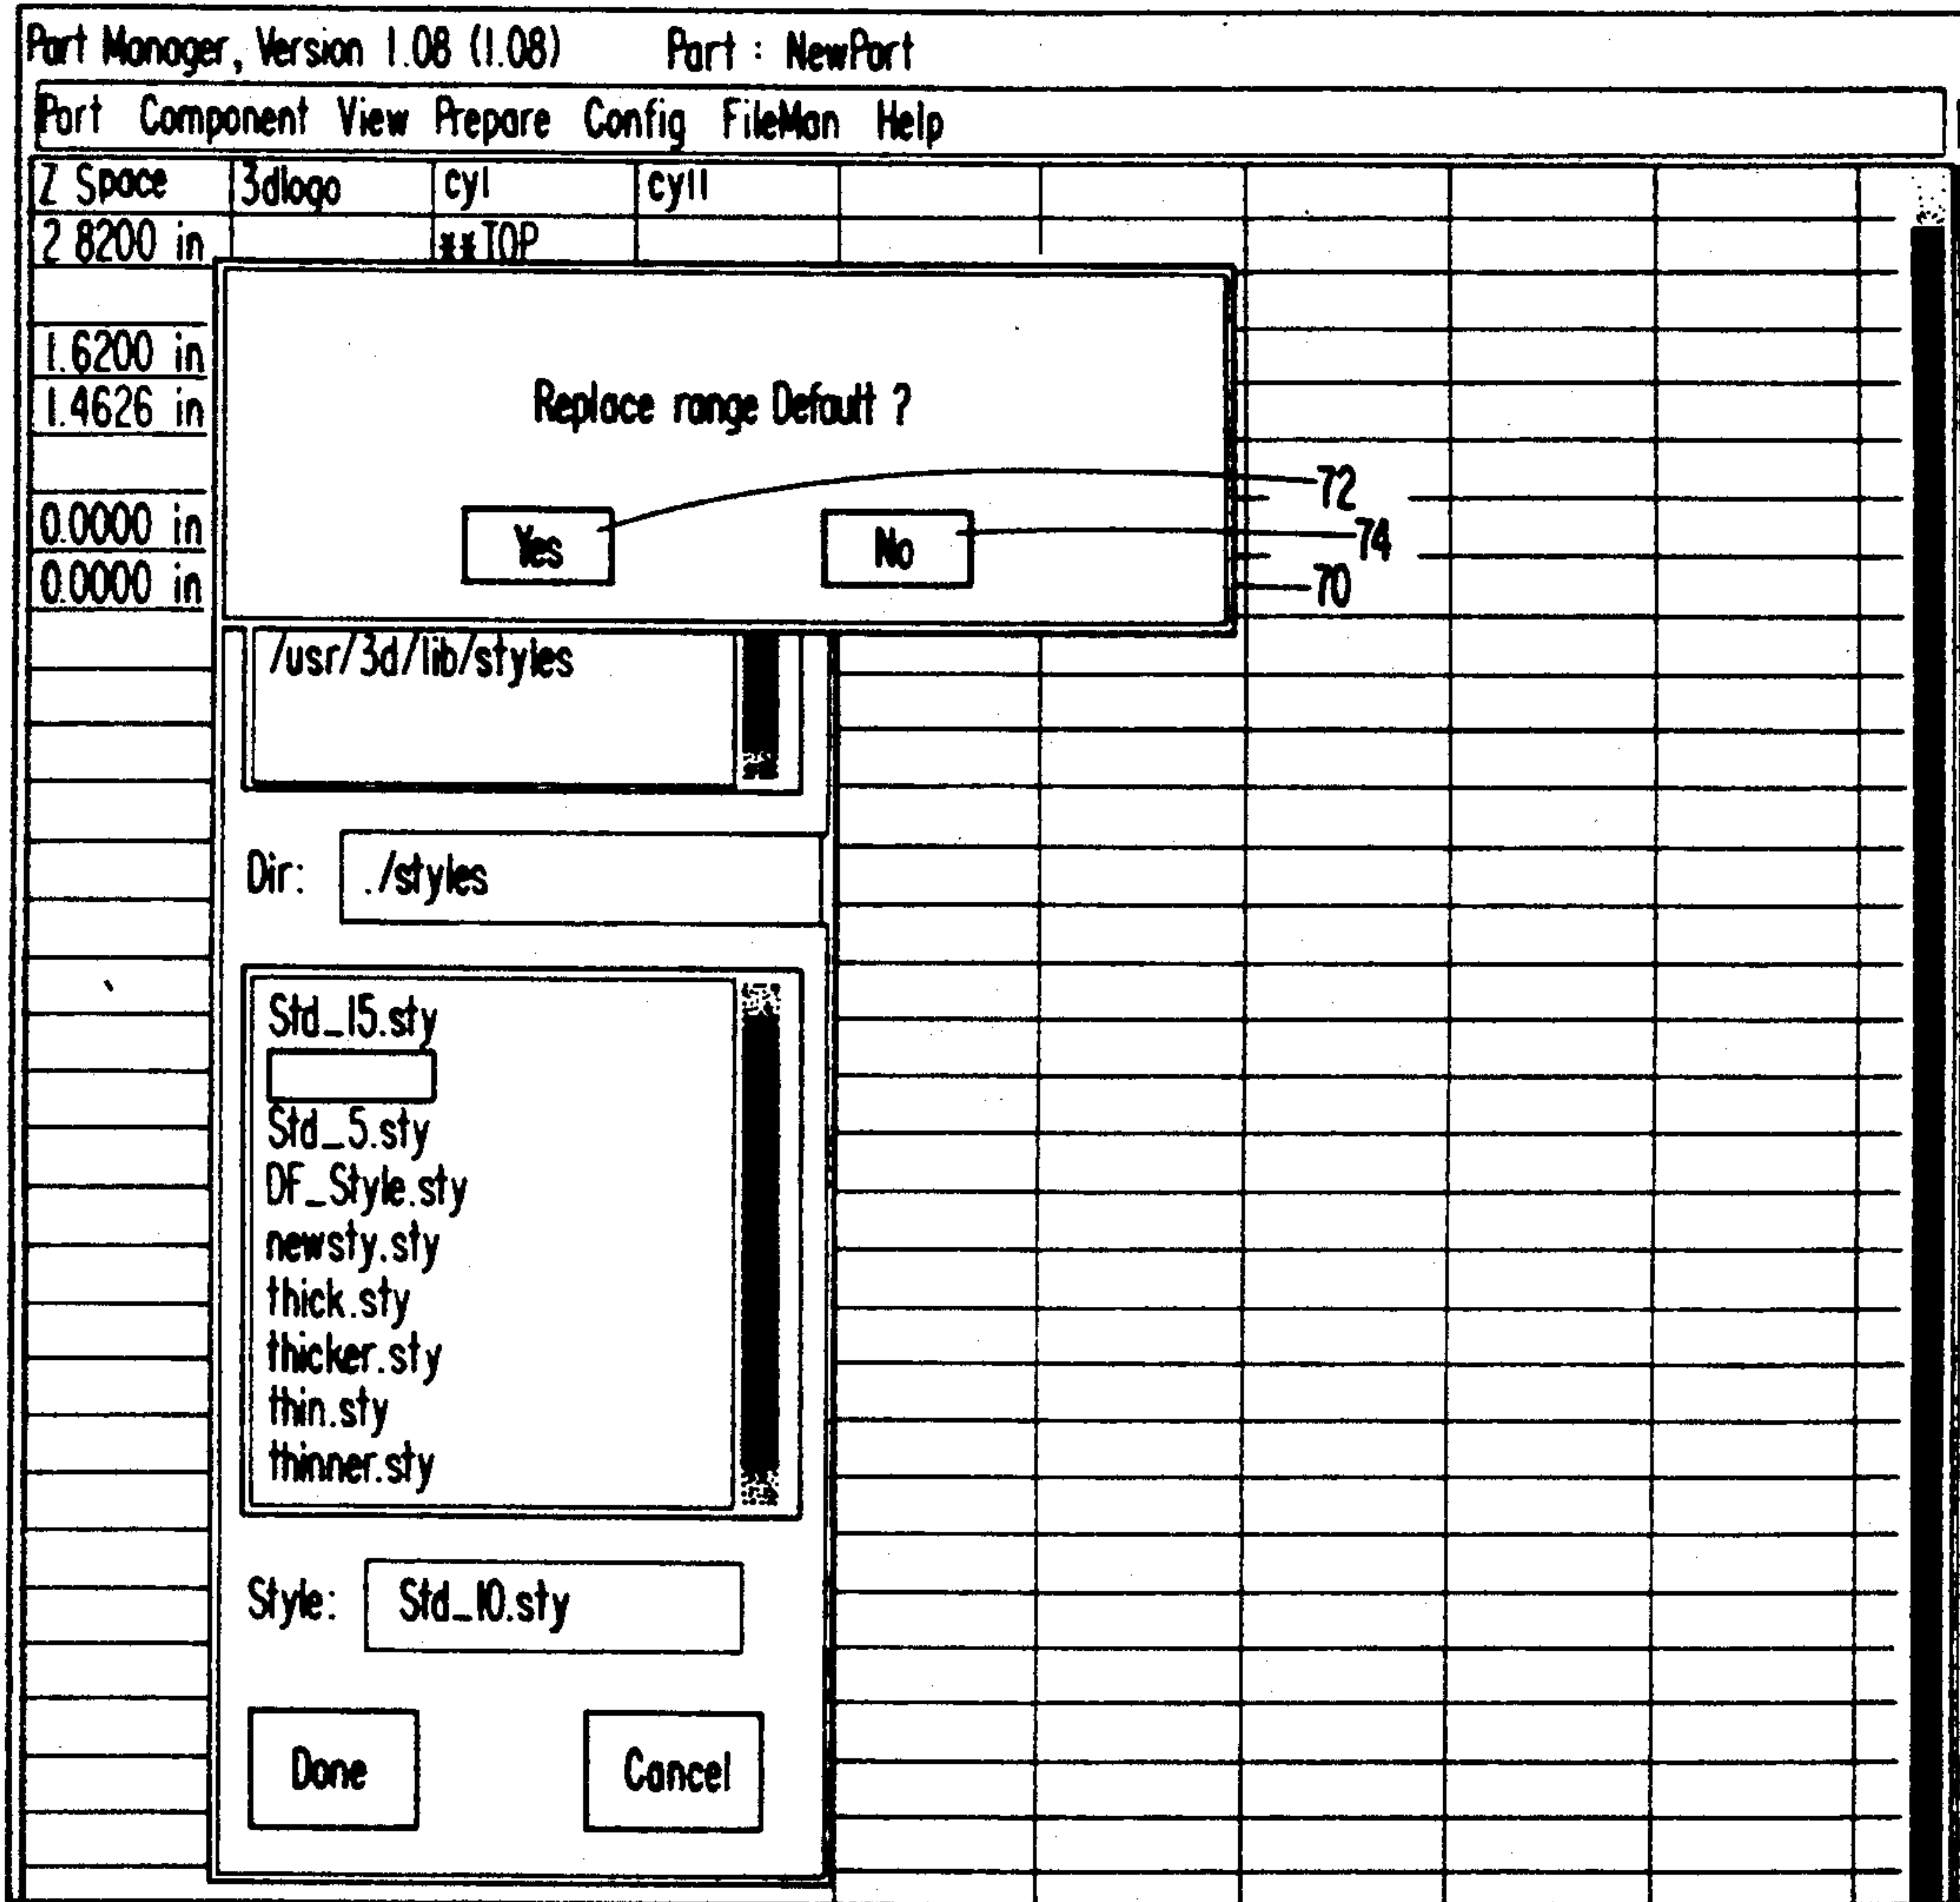 Part Manager, Version 1.08 (1.08) Part : NewPart
Part Component View Prepare Config FileMan Help
Z Space 3dlogo cyl cyl1
2.8200 in **TOP
1.6200 in
1.4626 in
Replace range Default ?
72
0.0000 in Yes No 74
0.0000 in 70
/usr/3d/lib/styles
Dir: ./styles
Std_15.sty
Std_5.sty
DF_Style.sty
newsty.sty
thick.sty
thicker.sty
thin.sty
thinner.sty
Style: Std_10.sty
Done Cancel